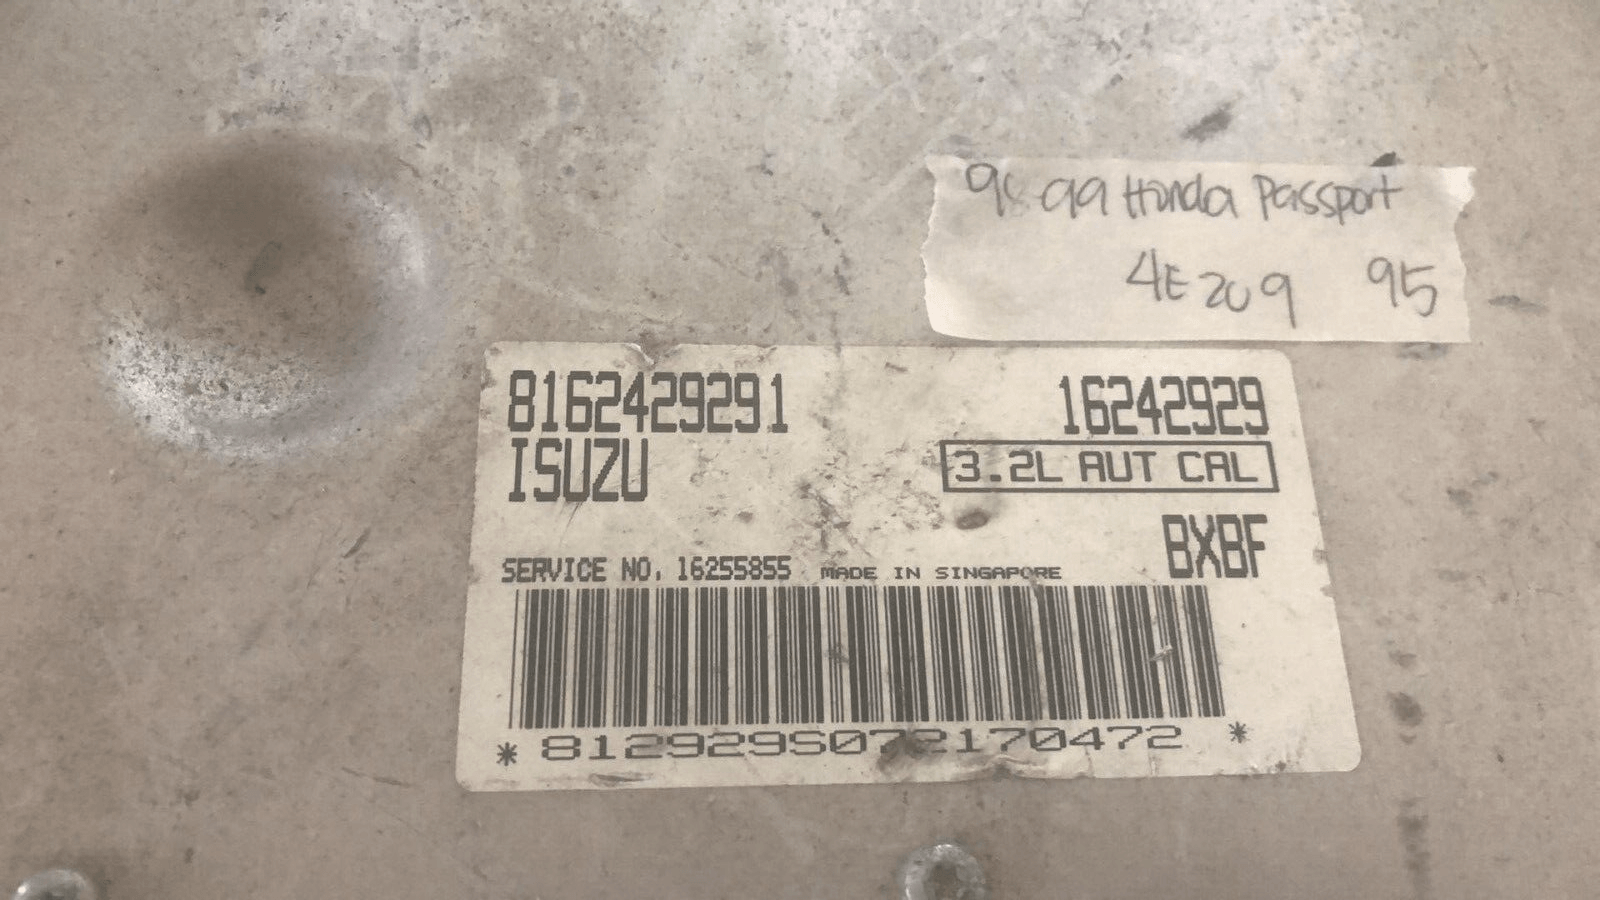 98 99 Honda Passport
4E209 95
8162429291 16242929
ISUZU 3.2L AUT CAL
BXBF
SERVICE NO. 16255855 MADE IN SINGAPORE
* 812929S072170472 *